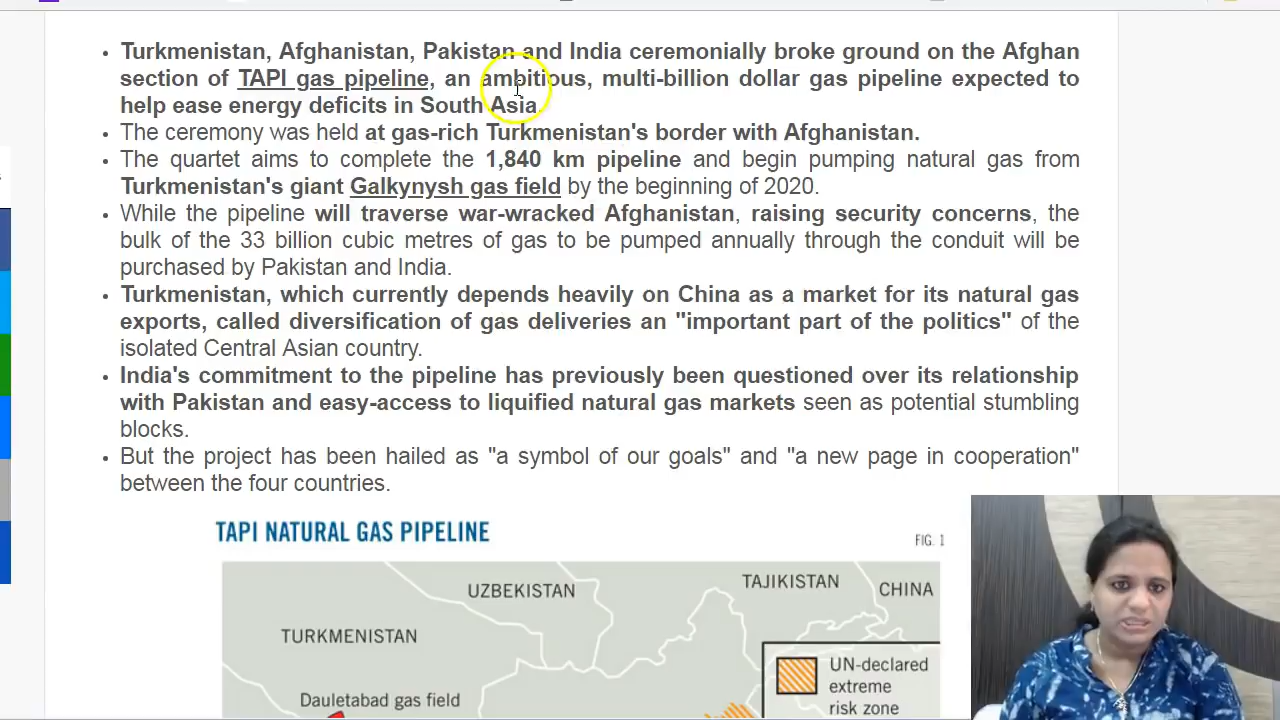 Turkmenistan, Afghanistan, Pakistan and India ceremonially broke ground on the Afghan
section of TAPI gas pipeline, an ambitious, multi-billion dollar gas pipeline expected to
help ease energy deficits in South Asia.
The ceremony was held at gas-rich Turkmenistan's border with Afghanistan.
The quartet aims to complete the 1,840 km pipeline and begin pumping natural gas from
Turkmenistan's giant Galkynysh gas field by the beginning of 2020.
While the pipeline will traverse war-wracked Afghanistan, raising security concerns, the
bulk of the 33 billion cubic metres of gas to be pumped annually through the conduit will be
purchased by Pakistan and India.
Turkmenistan, which currently depends heavily on China as a market for its natural gas
exports, called diversification of gas deliveries an "important part of the politics" of the
isolated Central Asian country.
India's commitment to the pipeline has previously been questioned over its relationship
with Pakistan and easy-access to liquified natural gas markets seen as potential stumbling
blocks.
But the project has been hailed as "a symbol of our goals" and "a new page in cooperation"
between the four countries.
TAPI NATURAL GAS PIPELINE
FIG. 1
UZBEKISTAN
TAJIKISTAN
CHINA
TURKMENISTAN
Dauletabad gas field
UN-declared
extreme
risk zone